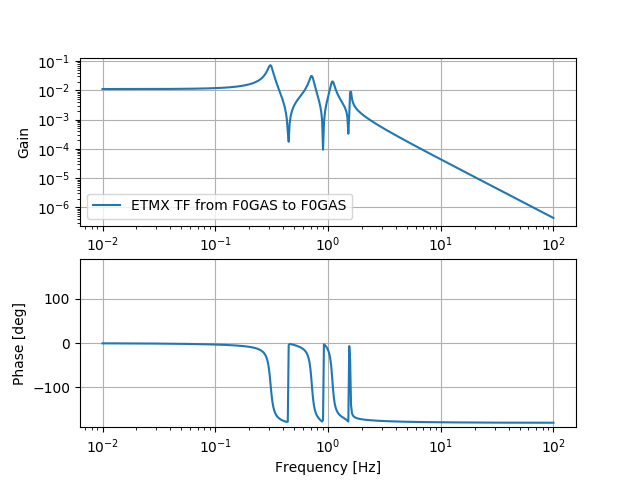 10⁻¹
10⁻²
10⁻³
10⁻⁴
10⁻⁵
10⁻⁶
Gain
ETMX TF from F0GAS to F0GAS
10⁻² 10⁻¹ 10⁰ 10¹ 10²
100
0
−100
Phase [deg]
10⁻² 10⁻¹ 10⁰ 10¹ 10²
Frequency [Hz]